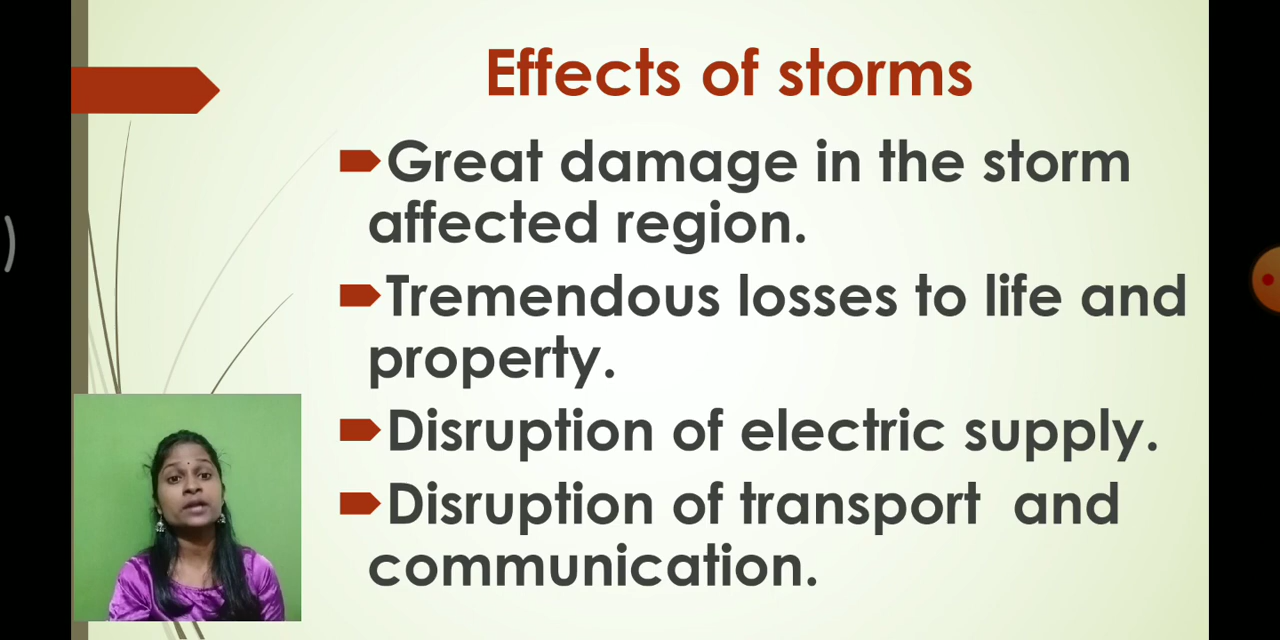 Effects of storms
Great damage in the storm
affected region.
Tremendous losses to life and
property.
Disruption of electric supply.
Disruption of transport and
communication.